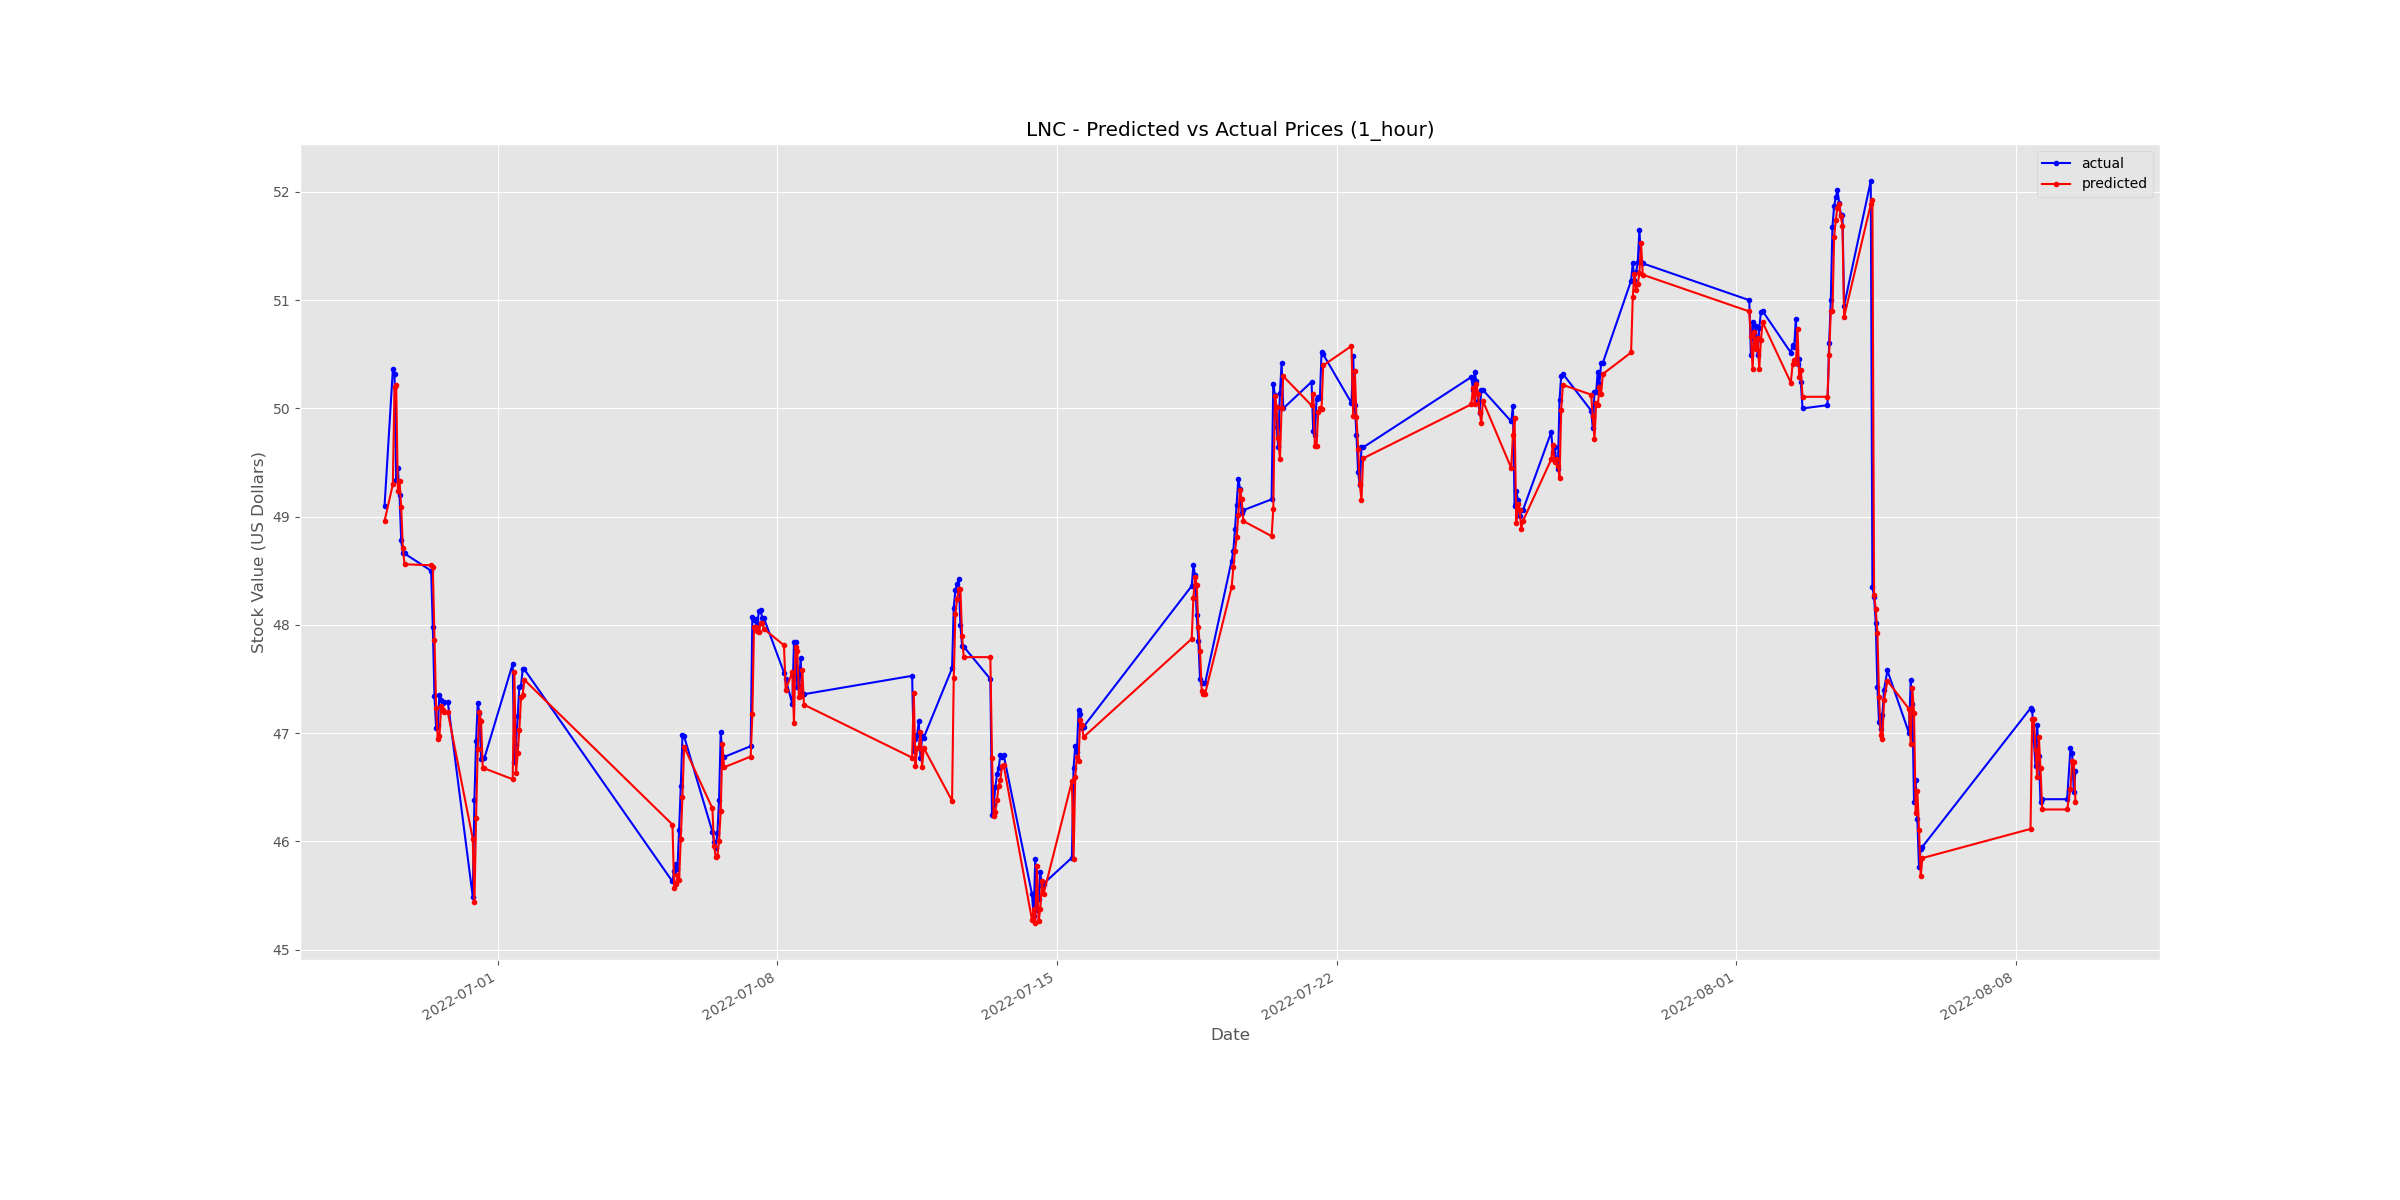 LNC - Predicted vs Actual Prices (1_hour)
actual
predicted
Stock Value (US Dollars)
52
51
50
49
48
47
46
45
2022-07-01
2022-07-08
2022-07-15
2022-07-22
2022-08-01
2022-08-08
Date